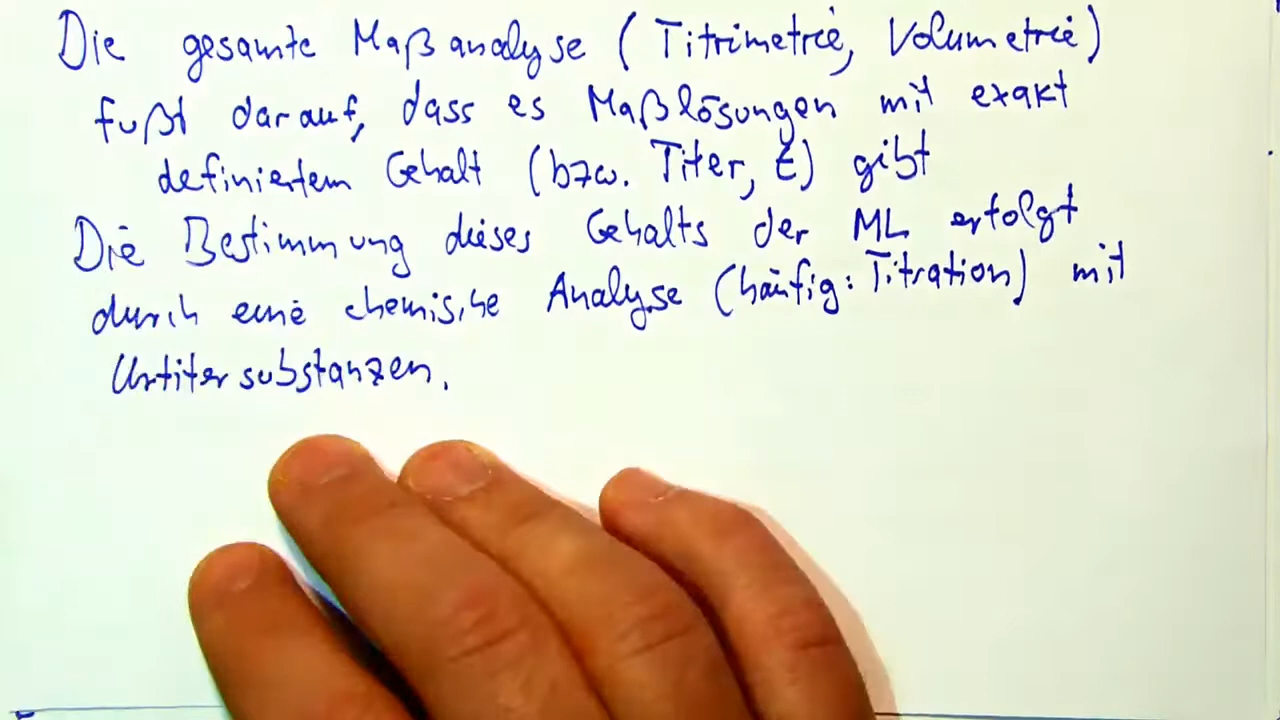 Die gesamte Maßanalyse (Titrimetrie, Volumetrie)
fußt darauf, dass es Maßlösungen mit exakt
definiertem Gehalt (bzw. Titer, t) gibt
Die Bestimmung dieses Gehalts der ML erfolgt
durch eine chemische Analyse (häufig: Titration) mit
Urtitersubstanzen.